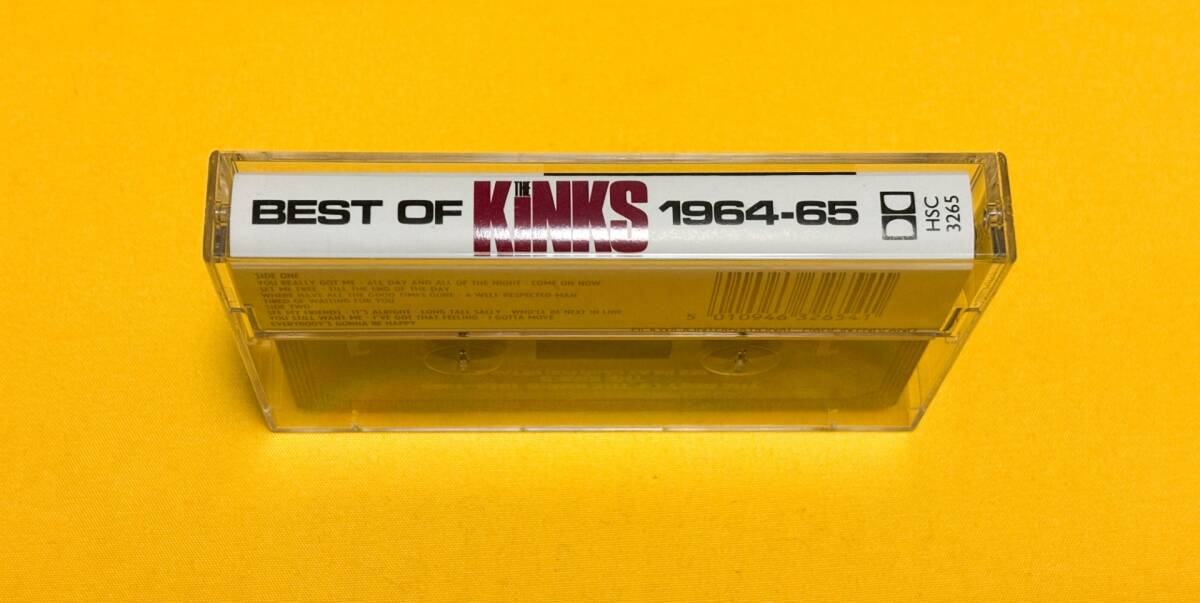 BEST OF THE KiNKS 1964-65
HSC
3265
SIDE ONE
YOU REALLY GOT ME · ALL DAY AND ALL OF THE NIGHT · COME ON NOW
SET ME FREE · TILL THE END OF THE DAY
WHERE HAVE ALL THE GOOD TIMES GONE · A WELL RESPECTED MAN
TIRED OF WAITING FOR YOU
SIDE TWO
SEE MY FRIENDS · IT'S ALRIGHT · LONG TALL SALLY · WHO'LL BE NEXT IN LINE
YOU STILL WANT ME · I'VE GOT THAT FEELING · I GOTTA MOVE
EVERYBODY'S GONNA BE HAPPY
5 010946 326541